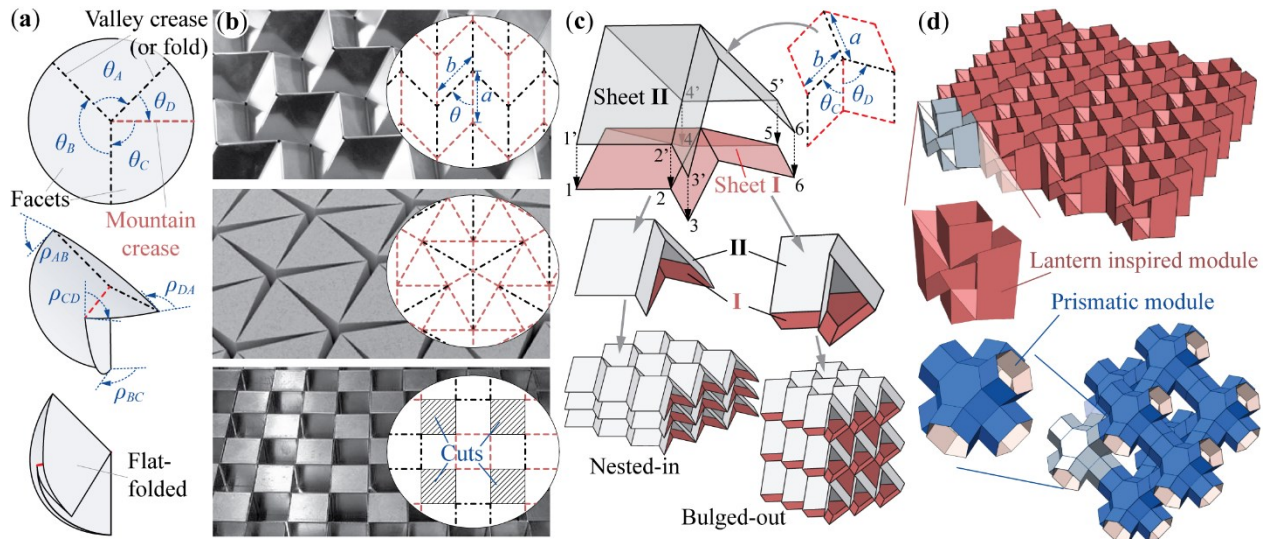 (a)
Valley crease
(or fold)
θA
θD
θB
θC
Facets
Mountain
crease
ρAB
ρCD
ρDA
ρBC
Flat-
folded
(b)
b
a
θ
Cuts
(c)
a
b
θC
θD
Sheet II
4'
5'
1'
2'
4
5
6
3'
Sheet I
1
2
6
3
II
I
Nested-in
Bulged-out
(d)
Lantern inspired module
Prismatic module